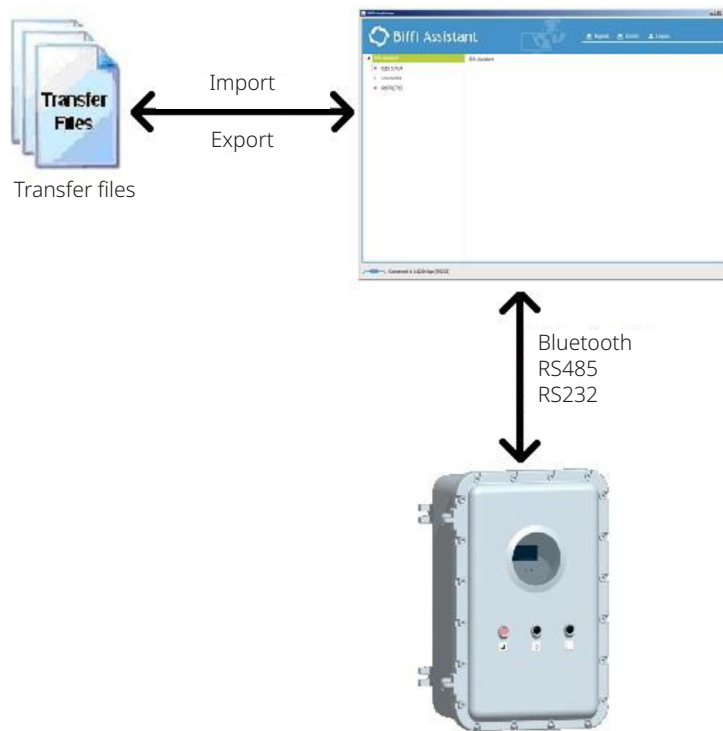 Biffi Assistant
Import
Transfer
Files
Export
Transfer files
Bluetooth
RS485
RS232